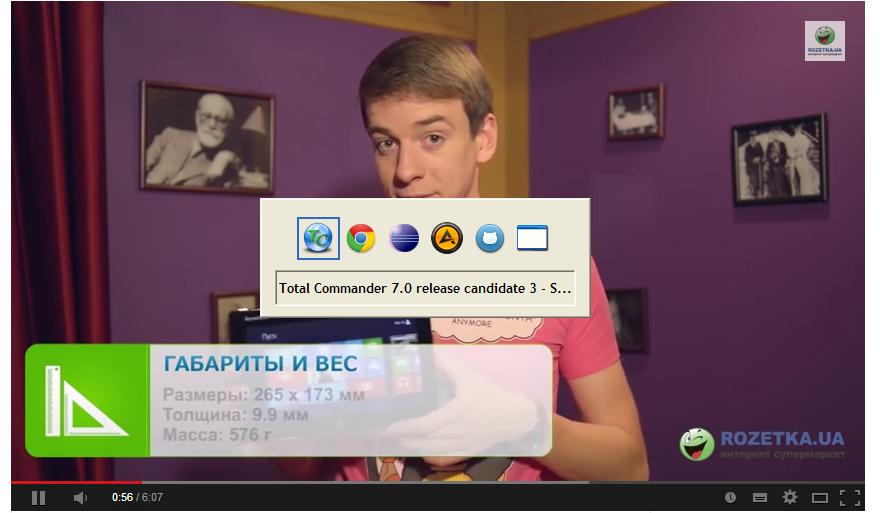 ROZETKA.UA
интернет супермаркет
TC
Total Commander 7.0 release candidate 3 - S...
ANYMORE
Пуск
ГАБАРИТЫ И ВЕС
Размеры: 265 x 173 мм
Толщина: 9.9 мм
Масса: 576 г
ROZETKA.UA
интернет супермаркет
0:56 / 6:07